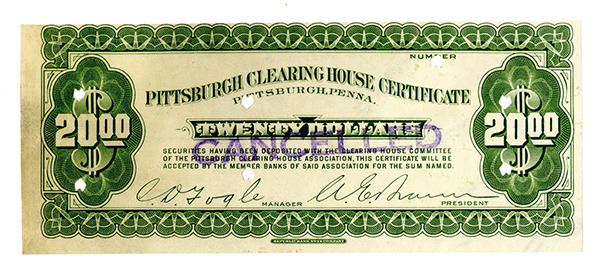 NUMBER
PITTSBURGH CLEARING HOUSE CERTIFICATE
PITTSBURGH, PENNA.
$ 20.00
TWENTY DOLLARS
$ 20.00
CANCELLED
SECURITIES HAVING BEEN DEPOSITED WITH THE CLEARING HOUSE COMMITTEE
OF THE PITTSBURGH CLEARING HOUSE ASSOCIATION, THIS CERTIFICATE WILL BE
ACCEPTED BY THE MEMBER BANKS OF SAID ASSOCIATION FOR THE SUM NAMED.
MANAGER
PRESIDENT